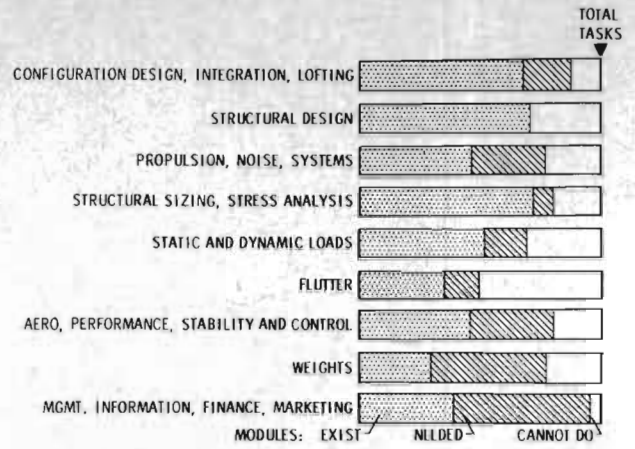 TOTAL
TASKS
CONFIGURATION DESIGN, INTEGRATION, LOFTING
STRUCTURAL DESIGN
PROPULSION, NOISE, SYSTEMS
STRUCTURAL SIZING, STRESS ANALYSIS
STATIC AND DYNAMIC LOADS
FLUTTER
AERO, PERFORMANCE, STABILITY AND CONTROL
WEIGHTS
MGMT. INFORMATION, FINANCE, MARKETING
MODULES: EXIST NEEDED CANNOT DO